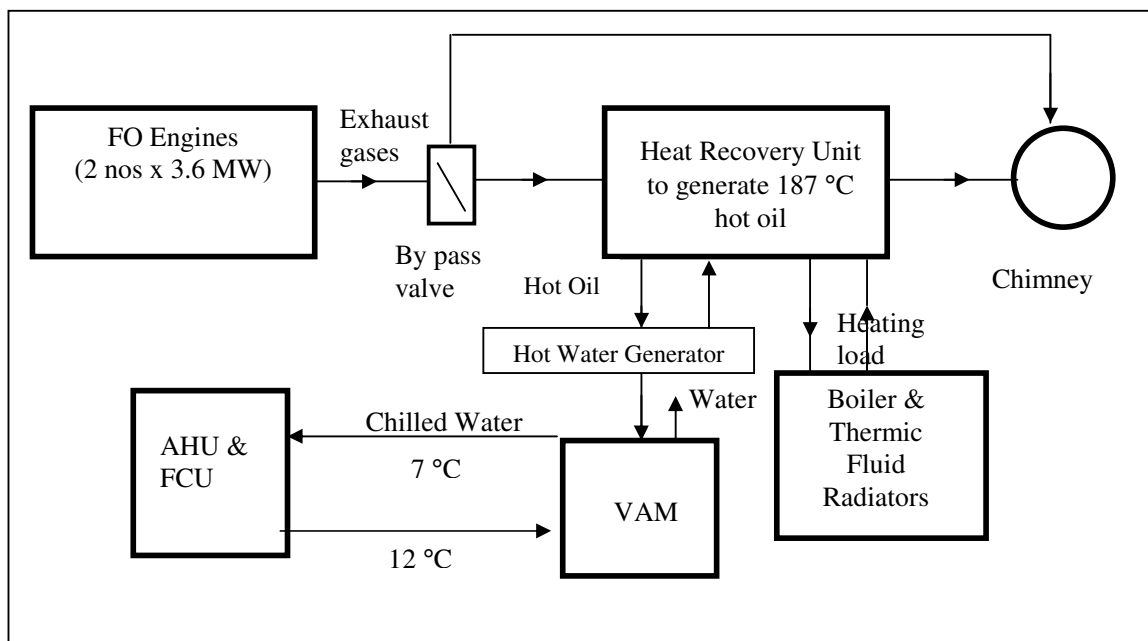 FO Engines
(2 nos x 3.6 MW)
Exhaust
gases
By pass
valve
Heat Recovery Unit
to generate 187 °C
hot oil
Chimney
Hot Oil
Hot Water Generator
Heating
load
Water
Boiler &
Thermic
Fluid
Radiators
AHU &
FCU
Chilled Water
7 °C
12 °C
VAM